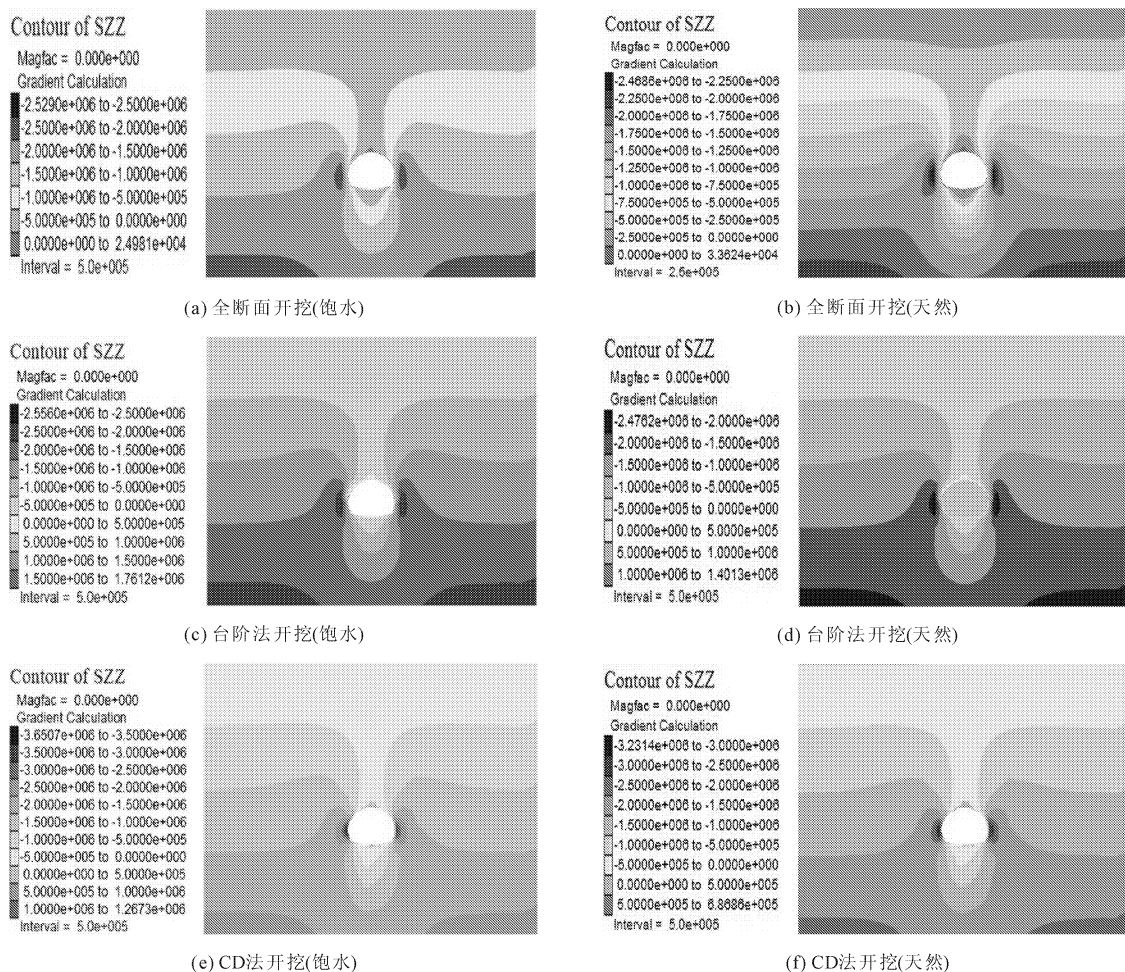 Contour of SZZ
Magfac = 0.000e+000
Gradient Calculation
-2.5290e+006 to -2.5000e+006
-2.5000e+006 to -2.0000e+006
-2.0000e+006 to -1.5000e+006
-1.5000e+006 to -1.0000e+006
-1.0000e+006 to -5.0000e+005
-5.0000e+005 to 0.0000e+000
0.0000e+000 to 2.4981e+004
Interval = 5.0e+005
(a) 全断面开挖(饱水)
Contour of SZZ
Magfac = 0.000e+000
Gradient Calculation
-2.4686e+006 to -2.2500e+006
-2.2500e+006 to -2.0000e+006
-2.0000e+006 to -1.7500e+006
-1.7500e+006 to -1.5000e+006
-1.5000e+006 to -1.2500e+006
-1.2500e+006 to -1.0000e+006
-1.0000e+006 to -7.5000e+005
-7.5000e+005 to -5.0000e+005
-5.0000e+005 to -2.5000e+005
-2.5000e+005 to 0.0000e+000
0.0000e+000 to 3.3624e+004
Interval = 2.5e+005
(b) 全断面开挖(天然)
Contour of SZZ
Magfac = 0.000e+000
Gradient Calculation
-2.5560e+006 to -2.5000e+006
-2.5000e+006 to -2.0000e+006
-2.0000e+006 to -1.5000e+006
-1.5000e+006 to -1.0000e+006
-1.0000e+006 to -5.0000e+005
-5.0000e+005 to 0.0000e+000
0.0000e+000 to 5.0000e+005
5.0000e+005 to 1.0000e+006
1.0000e+006 to 1.5000e+006
1.5000e+006 to 1.7612e+006
Interval = 5.0e+005
(c) 台阶法开挖(饱水)
Contour of SZZ
Magfac = 0.000e+000
Gradient Calculation
-2.4762e+006 to -2.0000e+006
-2.0000e+006 to -1.5000e+006
-1.5000e+006 to -1.0000e+006
-1.0000e+006 to -5.0000e+005
-5.0000e+005 to 0.0000e+000
0.0000e+000 to 5.0000e+005
5.0000e+005 to 1.0000e+006
1.0000e+006 to 1.4013e+006
Interval = 5.0e+005
(d) 台阶法开挖(天然)
Contour of SZZ
Magfac = 0.000e+000
Gradient Calculation
-3.6507e+006 to -3.5000e+006
-3.5000e+006 to -3.0000e+006
-3.0000e+006 to -2.5000e+006
-2.5000e+006 to -2.0000e+006
-2.0000e+006 to -1.5000e+006
-1.5000e+006 to -1.0000e+006
-1.0000e+006 to -5.0000e+005
-5.0000e+005 to 0.0000e+000
0.0000e+000 to 5.0000e+005
5.0000e+005 to 1.0000e+006
1.0000e+006 to 1.2673e+006
Interval = 5.0e+005
(e) CD法开挖(饱水)
Contour of SZZ
Magfac = 0.000e+000
Gradient Calculation
-3.2314e+006 to -3.0000e+006
-3.0000e+006 to -2.5000e+006
-2.5000e+006 to -2.0000e+006
-2.0000e+006 to -1.5000e+006
-1.5000e+006 to -1.0000e+006
-1.0000e+006 to -5.0000e+005
-5.0000e+005 to 0.0000e+000
0.0000e+000 to 5.0000e+005
5.0000e+005 to 6.8686e+005
Interval = 5.0e+005
(f) CD法开挖(天然)